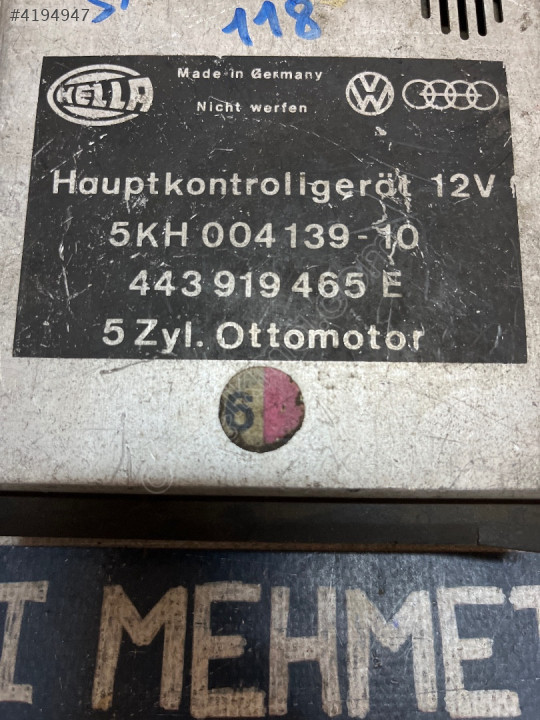 #4194947
118
HELLA
Made in Germany
Nicht werfen
Hauptkontrollgerät 12V
5KH 004 139 - 10
443 919 465 E
5 Zyl. Ottomotor
6
I MEHMET